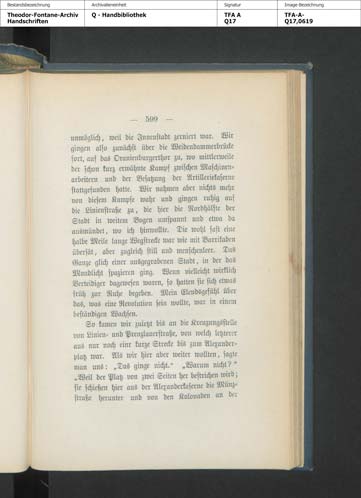 Bestandsbezeichnung Archivalieneinheit Signatur Image Bezeichnung
Theodor-Fontane-Archiv Q - Handbibliothek TFA A TFA-A-
Handschriften Q17 Q17,0619
— 599 —
unmöglich, weil die Innenstadt zerniert war. Wir
gingen also zunächst über die Weidendammerbrücke
fort, auf das Oranienburgerthor zu, wo mittlerweile
der schon kurz erwähnte Kampf zwischen Maschinen-
arbeitern und der Besatzung der Artilleriekaserne
stattgefunden hatte. Wir nahmen aber nichts mehr
von diesem Kampfe wahr und gingen ruhig auf
die Linienstraße zu, die hier die Nordhälfte der
Stadt in weitem Bogen umspannt und etwa da
ausmündet, wo ich hinwollte. Die wohl fast eine
halbe Meile lange Wegstrecke war wie mit Barrikaden
übersät, aber zugleich still und menschenleer. Das
Ganze glich einer ausgegrabenen Stadt, in der das
Mondlicht spazieren ging. Wenn vielleicht wirklich
Verteidiger dagewesen waren, so hatten sie sich etwas
früh zur Ruhe begeben. Mein Elendsgefühl über
das, was eine Revolution sein wollte, war in einem
beständigen Wachsen.
So kamen wir zuletzt bis an die Kreuzungsstelle
von Linien- und Prenzlauerstraße, von welch letzterer
aus nur noch eine kurze Strecke bis zum Alexander-
platz war. Als wir hier aber weiter wollten, sagte
man uns: „Das ginge nicht.“ „Warum nicht?“
„Weil der Platz von zwei Seiten her bestrichen wird;
sie schießen hier aus der Alexanderkaserne die Münz-
straße herunter und von den Kolonaden an der